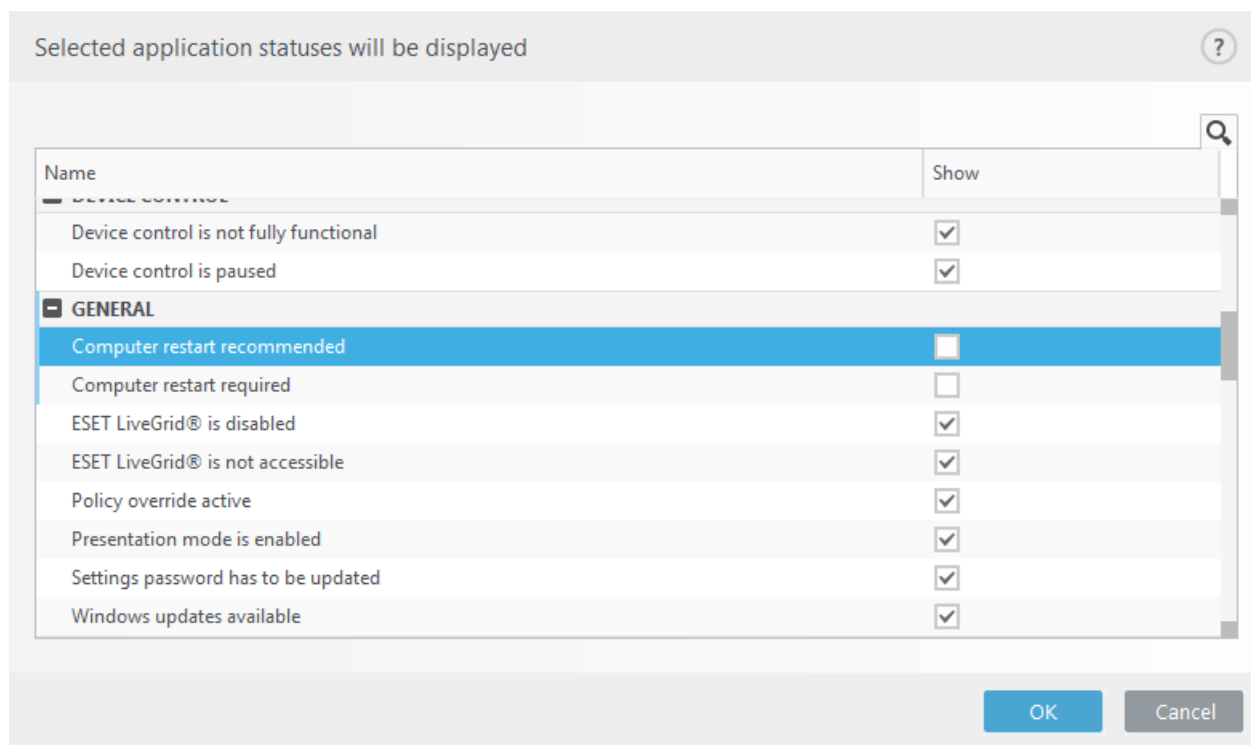 Selected application statuses will be displayed
?
Name Show
DEVICE CONTROL
Device control is not fully functional
Device control is paused
GENERAL
Computer restart recommended
Computer restart required
ESET LiveGrid® is disabled
ESET LiveGrid® is not accessible
Policy override active
Presentation mode is enabled
Settings password has to be updated
Windows updates available
OK Cancel